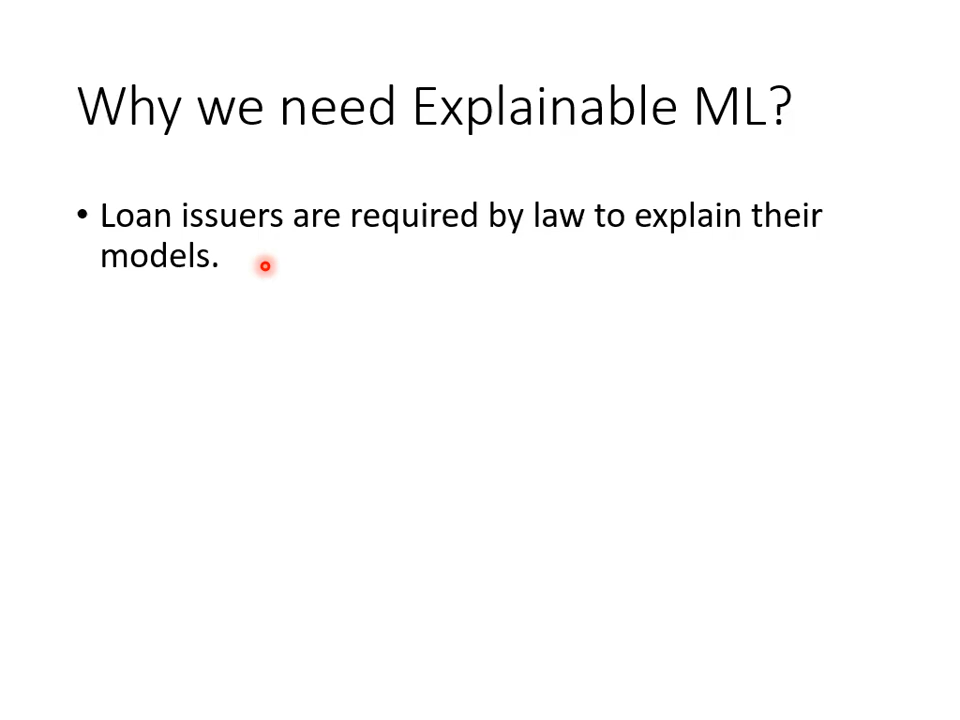 Why we need Explainable ML?
• Loan issuers are required by law to explain their
models.